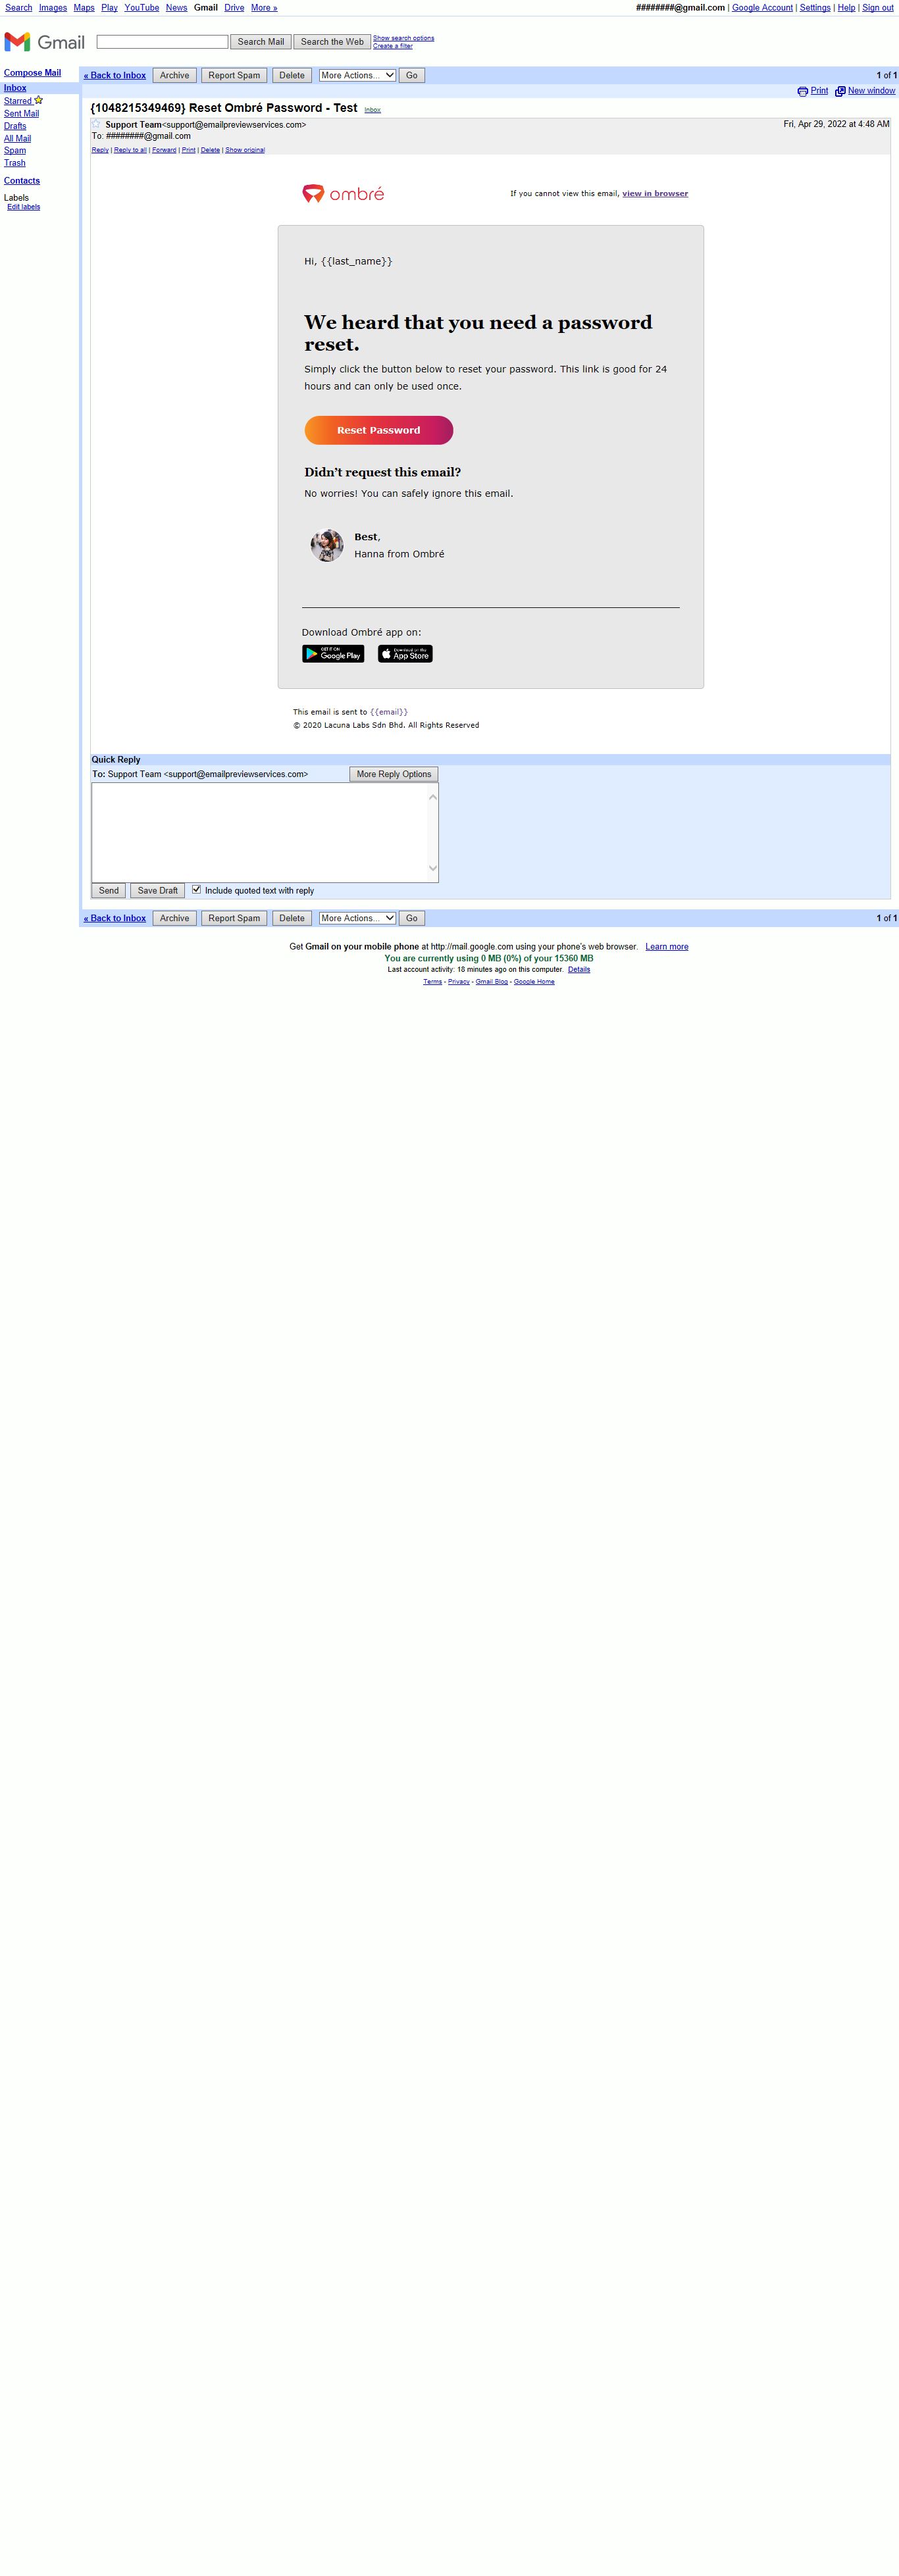 Search Images Maps Play YouTube News Gmail Drive More »
########@gmail.com | Google Account | Settings | Help | Sign out
Gmail
Search Mail Search the Web
Show search options
Create a filter
Compose Mail
Inbox
Starred
Sent Mail
Drafts
All Mail
Spam
Trash
Contacts
Labels
Edit labels
« Back to Inbox Archive Report Spam Delete More Actions... Go 1 of 1
Print New window
{1048215349469} Reset Ombré Password - Test Inbox
Support Team<support@emailpreviewservices.com> Fri, Apr 29, 2022 at 4:48 AM
To: ########@gmail.com
Reply | Reply to all | Forward | Print | Delete | Show original
ombré
If you cannot view this email, view in browser
Hi, {{last_name}}
We heard that you need a password
reset.
Simply click the button below to reset your password. This link is good for 24
hours and can only be used once.
Reset Password
Didn’t request this email?
No worries! You can safely ignore this email.
Best,
Hanna from Ombré
Download Ombré app on:
GET IT ON
Google Play
Download on the
App Store
This email is sent to {{email}}
© 2020 Lacuna Labs Sdn Bhd. All Rights Reserved
Quick Reply
To: Support Team <support@emailpreviewservices.com> More Reply Options
Send Save Draft Include quoted text with reply
« Back to Inbox Archive Report Spam Delete More Actions... Go 1 of 1
Get Gmail on your mobile phone at http://mail.google.com using your phone's web browser. Learn more
You are currently using 0 MB (0%) of your 15360 MB
Last account activity: 18 minutes ago on this computer. Details
Terms - Privacy - Gmail Blog - Google Home